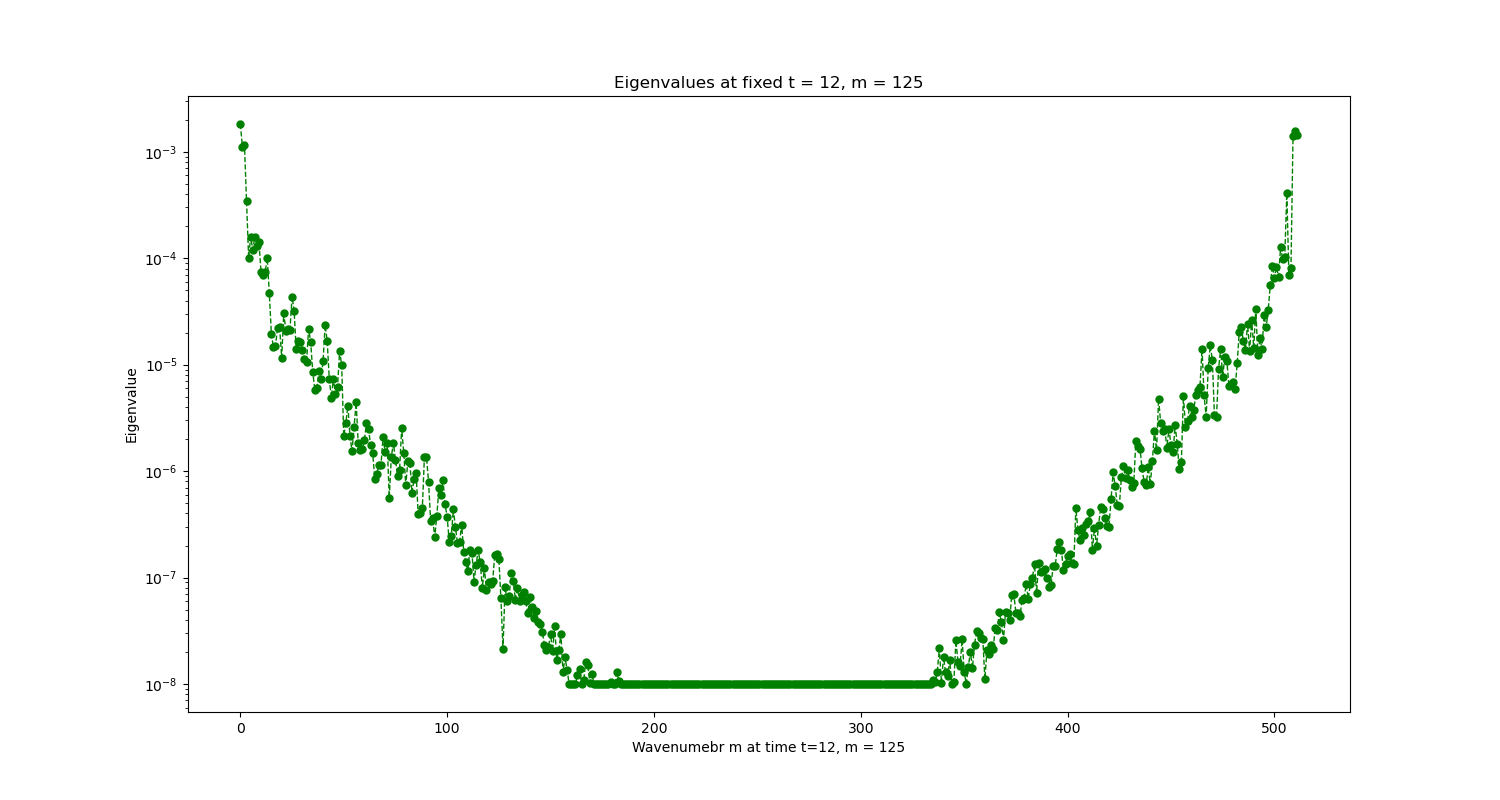 Eigenvalues at fixed t = 12, m = 125
Eigenvalue
10⁻³
10⁻⁴
10⁻⁵
10⁻⁶
10⁻⁷
10⁻⁸
0 100 200 300 400 500
Wavenumebr m at time t=12, m = 125